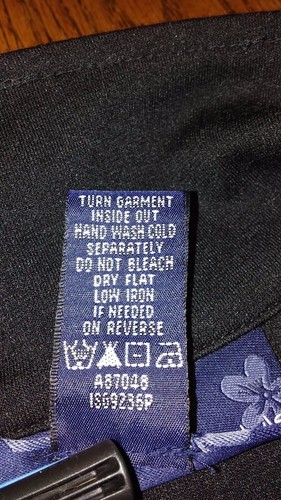 TURN GARMENT
INSIDE OUT
HAND WASH COLD
SEPARATELY
DO NOT BLEACH
DRY FLAT
LOW IRON
IF NEEDED
ON REVERSE
A87048
IS69236P